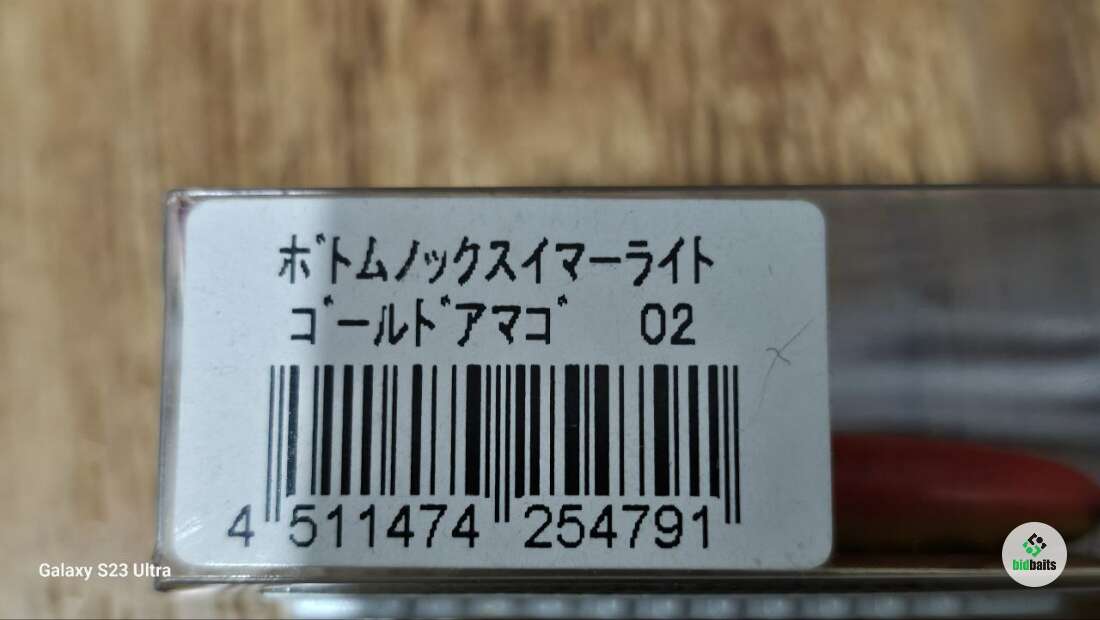 ボトムノックスイマーライト
ゴールドアマゴ 02
4 511474 254791
Galaxy S23 Ultra
bidbaits